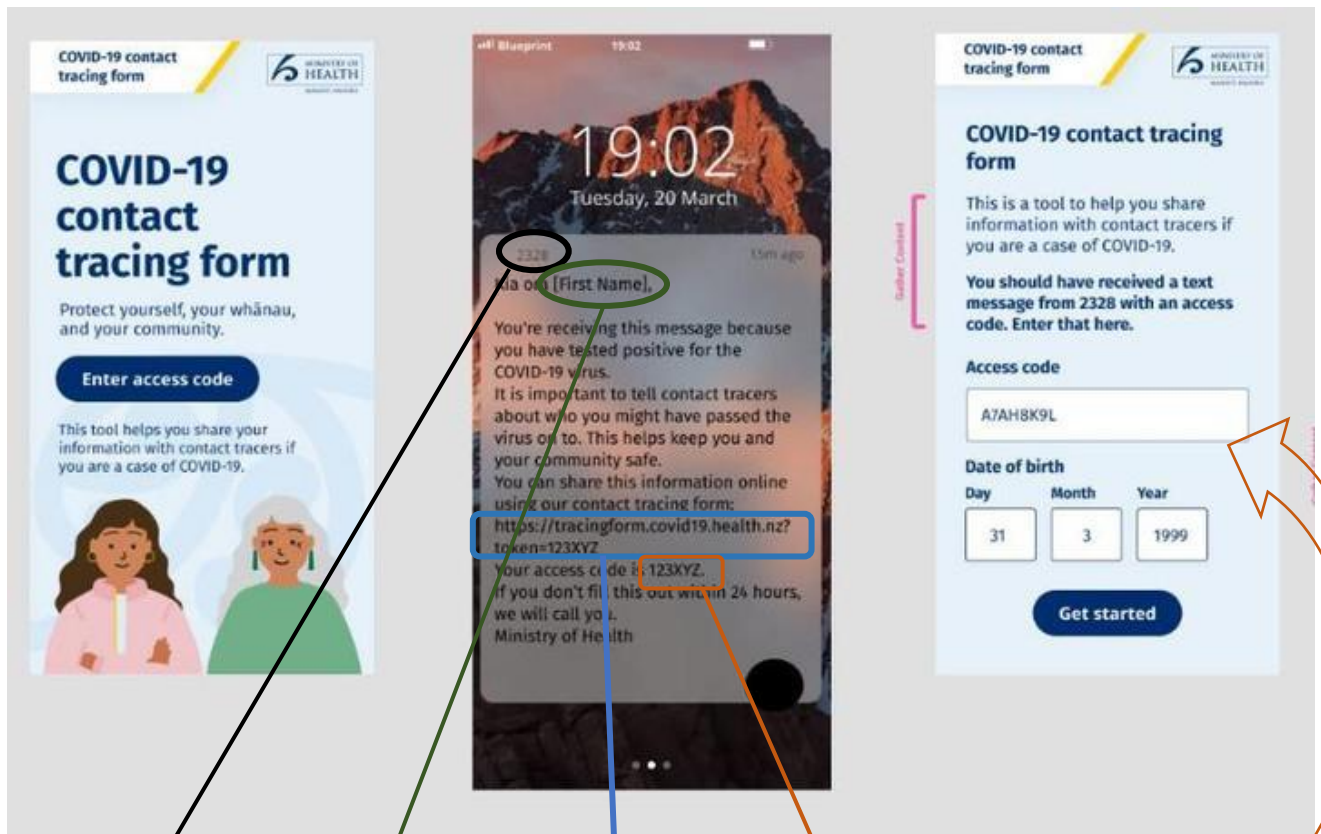 COVID-19 contact
tracing form
MINISTRY OF
HEALTH
COVID-19
contact
tracing form
Protect yourself, your whānau,
and your community.
Enter access code
This tool helps you share your
information with contact tracers if
you are a case of COVID-19.
Blueprint 19:02
19:02
Tuesday, 20 March
2328 15m ago
Kia ora [First Name],
You're receiving this message because
you have tested positive for the
COVID-19 virus.
It is important to tell contact tracers
about who you might have passed the
virus on to. This helps keep you and
your community safe.
You can share this information online
using our contact tracing form:
https://tracingform.covid19.health.nz?
token=123XYZ
Your access code is 123XYZ.
If you don't fill this out within 24 hours,
we will call you.
Ministry of Health
Gather Content
COVID-19 contact
tracing form
MINISTRY OF
HEALTH
COVID-19 contact tracing
form
This is a tool to help you share
information with contact tracers if
you are a case of COVID-19.
You should have received a text
message from 2328 with an access
code. Enter that here.
Access code
A7AH8K9L
Date of birth
Day Month Year
31 3 1999
Get started